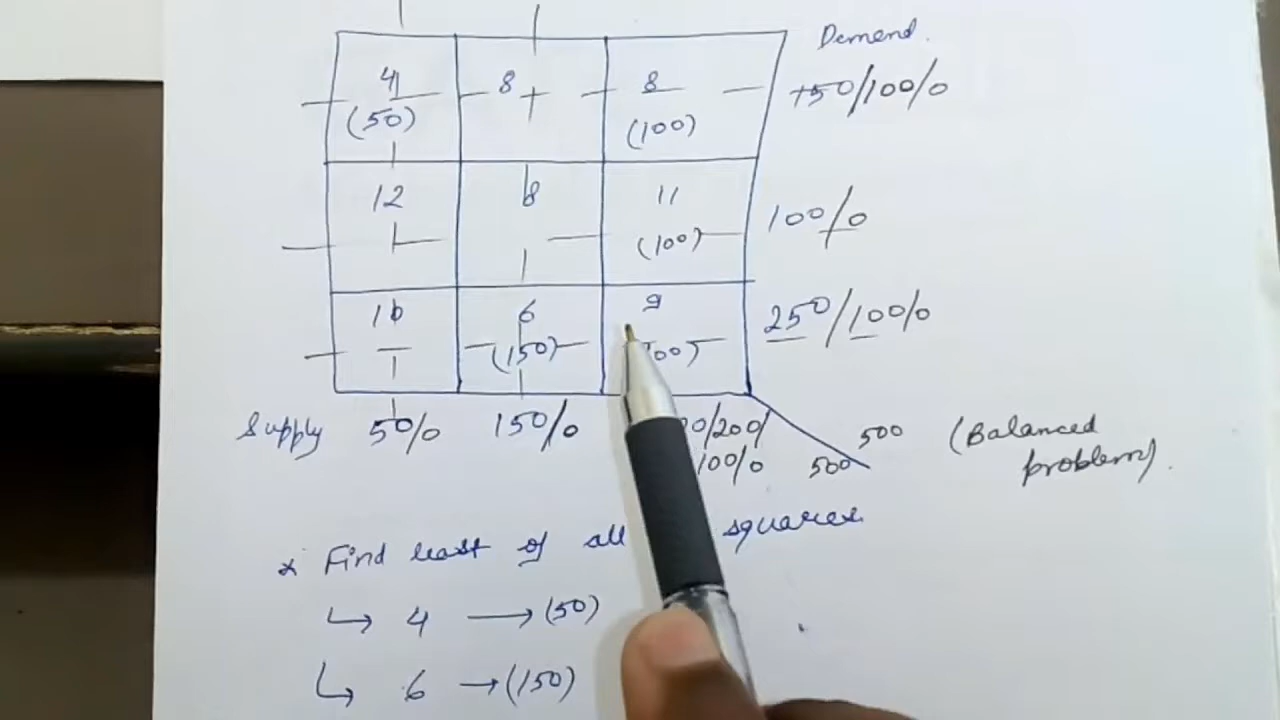 Demend.
4 8 8 150/100/0
(50) (100)
12 8 11 100/0
(100)
16 6 9 250/100/0
(150)
Supply 50/0 150/0 /200/ 500 (Balanced
100/0 500 problem).
* Find least of all squares
↳ 4 → (50)
↳ 6 → (150)